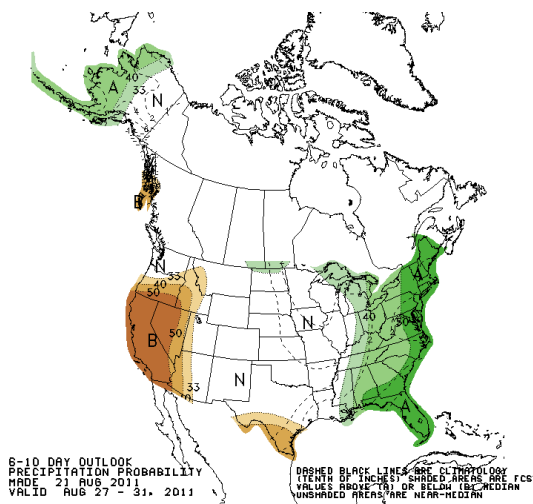 40
A
33
N
B
N
33
40
50
50
B
33
N
N
40
50
A
A
6-10 DAY OUTLOOK
PRECIPITATION PROBABILITY
MADE 21 AUG 2011
VALID AUG 27 - 31, 2011
DASHED BLACK LINES ARE CLIMATOLOGY
(TENTH OF INCHES) SHADED AREAS ARE FCST
VALUES ABOVE (A) OR BELOW (B) MEDIAN
UNSHADED AREAS ARE NEAR-MEDIAN